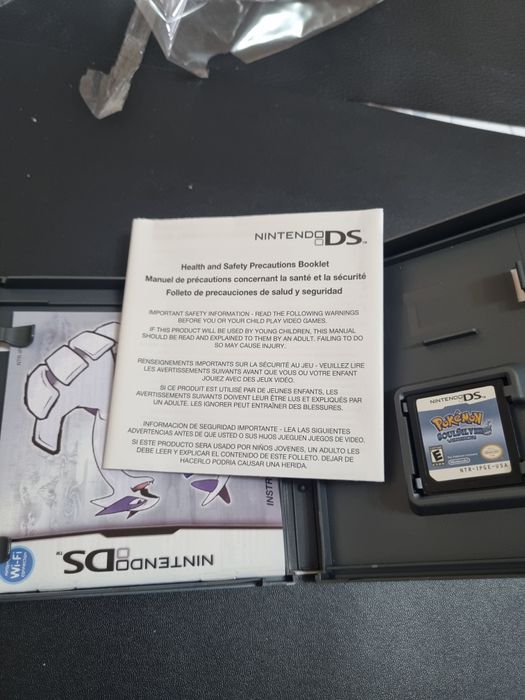 NINTENDO DS™
Health and Safety Precautions Booklet
Manuel de précautions concernant la santé et la sécurité
Folleto de precauciones de salud y seguridad
IMPORTANT SAFETY INFORMATION - READ THE FOLLOWING WARNINGS
BEFORE YOU OR YOUR CHILD PLAY VIDEO GAMES.
IF THIS PRODUCT WILL BE USED BY YOUNG CHILDREN, THIS MANUAL
SHOULD BE READ AND EXPLAINED TO THEM BY AN ADULT. FAILING TO DO
SO MAY CAUSE INJURY.
RENSEIGNEMENTS IMPORTANTS SUR LA SÉCURITÉ AU JEU - VEUILLEZ LIRE
LES AVERTISSEMENTS SUIVANTS AVANT QUE VOUS OU VOTRE ENFANT
JOUIEZ AVEC DES JEUX VIDÉO.
SI CE PRODUIT EST UTILISÉ PAR DE JEUNES ENFANTS, LES
AVERTISSEMENTS SUIVANTS DOIVENT LEUR ÊTRE LUS ET EXPLIQUÉS PAR
UN ADULTE. LES IGNORER PEUT ENTRAÎNER DES BLESSURES.
INFORMACION DE SEGURIDAD IMPORTANTE - LEA LAS SIGUIENTES
ADVERTENCIAS ANTES DE QUE USTED O SUS HIJOS JUEGUEN JUEGOS DE VIDEO.
SI ESTE PRODUCTO SERÁ USADO POR NIÑOS JOVENES, UN ADULTO LES
DEBE LEER Y EXPLICAR EL CONTENIDO DE ESTE FOLLETO. DEJAR DE
HACERLO PODRIA CAUSAR UNA HERIDA.
NINTENDO DS™
POKÉMON
SOULSILVER
VERSION
E
Nintendo
NTR-IPGE-USA
INSTR
NINTENDO DS™
Wi-Fi